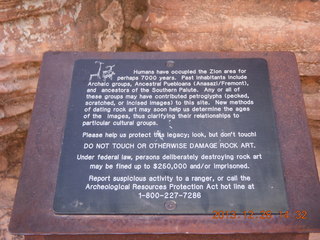 Humans have occupied the Zion area for
perhaps 7000 years. Past inhabitants include
Archaic groups, Ancestral Puebloans (Anasazi/Fremont),
and ancestors of the Southern Paiute. Any or all of
these groups may have contributed petroglyphs (pecked,
scratched, or incised images) to this site. New methods
of dating rock art may soon help us determine the ages
of the images, thus clarifying their relationships to
particular cultural groups.
Please help us protect this legacy; look, but don't touch!
DO NOT TOUCH OR OTHERWISE DAMAGE ROCK ART.
Under federal law, persons deliberately destroying rock art
may be fined up to $250,000 and/or imprisoned.
Report suspicious activity to a ranger, or call the
Archeological Resources Protection Act hot line at
1-800-227-7286